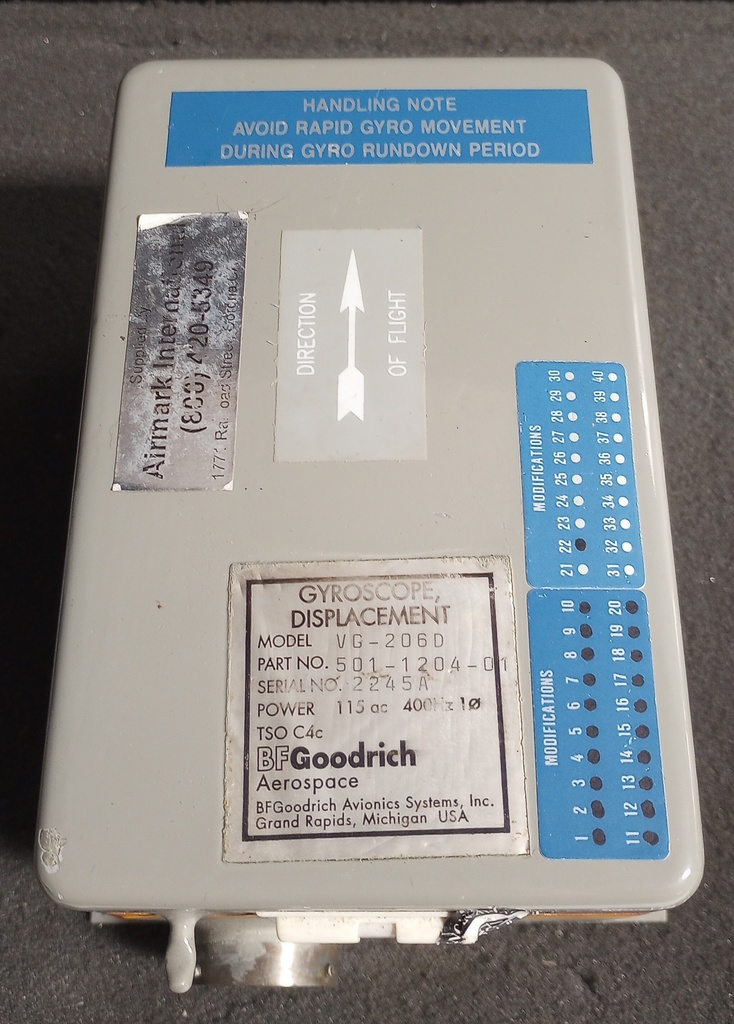 HANDLING NOTE
AVOID RAPID GYRO MOVEMENT
DURING GYRO RUNDOWN PERIOD
Supplied By
Airmark International
(800) 420-
Street,
DIRECTION
OF FLIGHT
MODIFICATIONS
21 22 23 24 25 26 27 28 29 30
31 32 33 34 35 36 37 38 39 40
MODIFICATIONS
1 2 3 4 5 6 7 8 9 10
11 12 13 14 15 16 17 18 19 20
GYROSCOPE,
DISPLACEMENT
MODEL VG-206D
PART NO. 501-1204-01
SERIAL NO. 2245A
POWER 115 ac 400Hz 1Ø
TSO C4c
BFGoodrich
Aerospace
BFGoodrich Avionics Systems, Inc.
Grand Rapids, Michigan USA